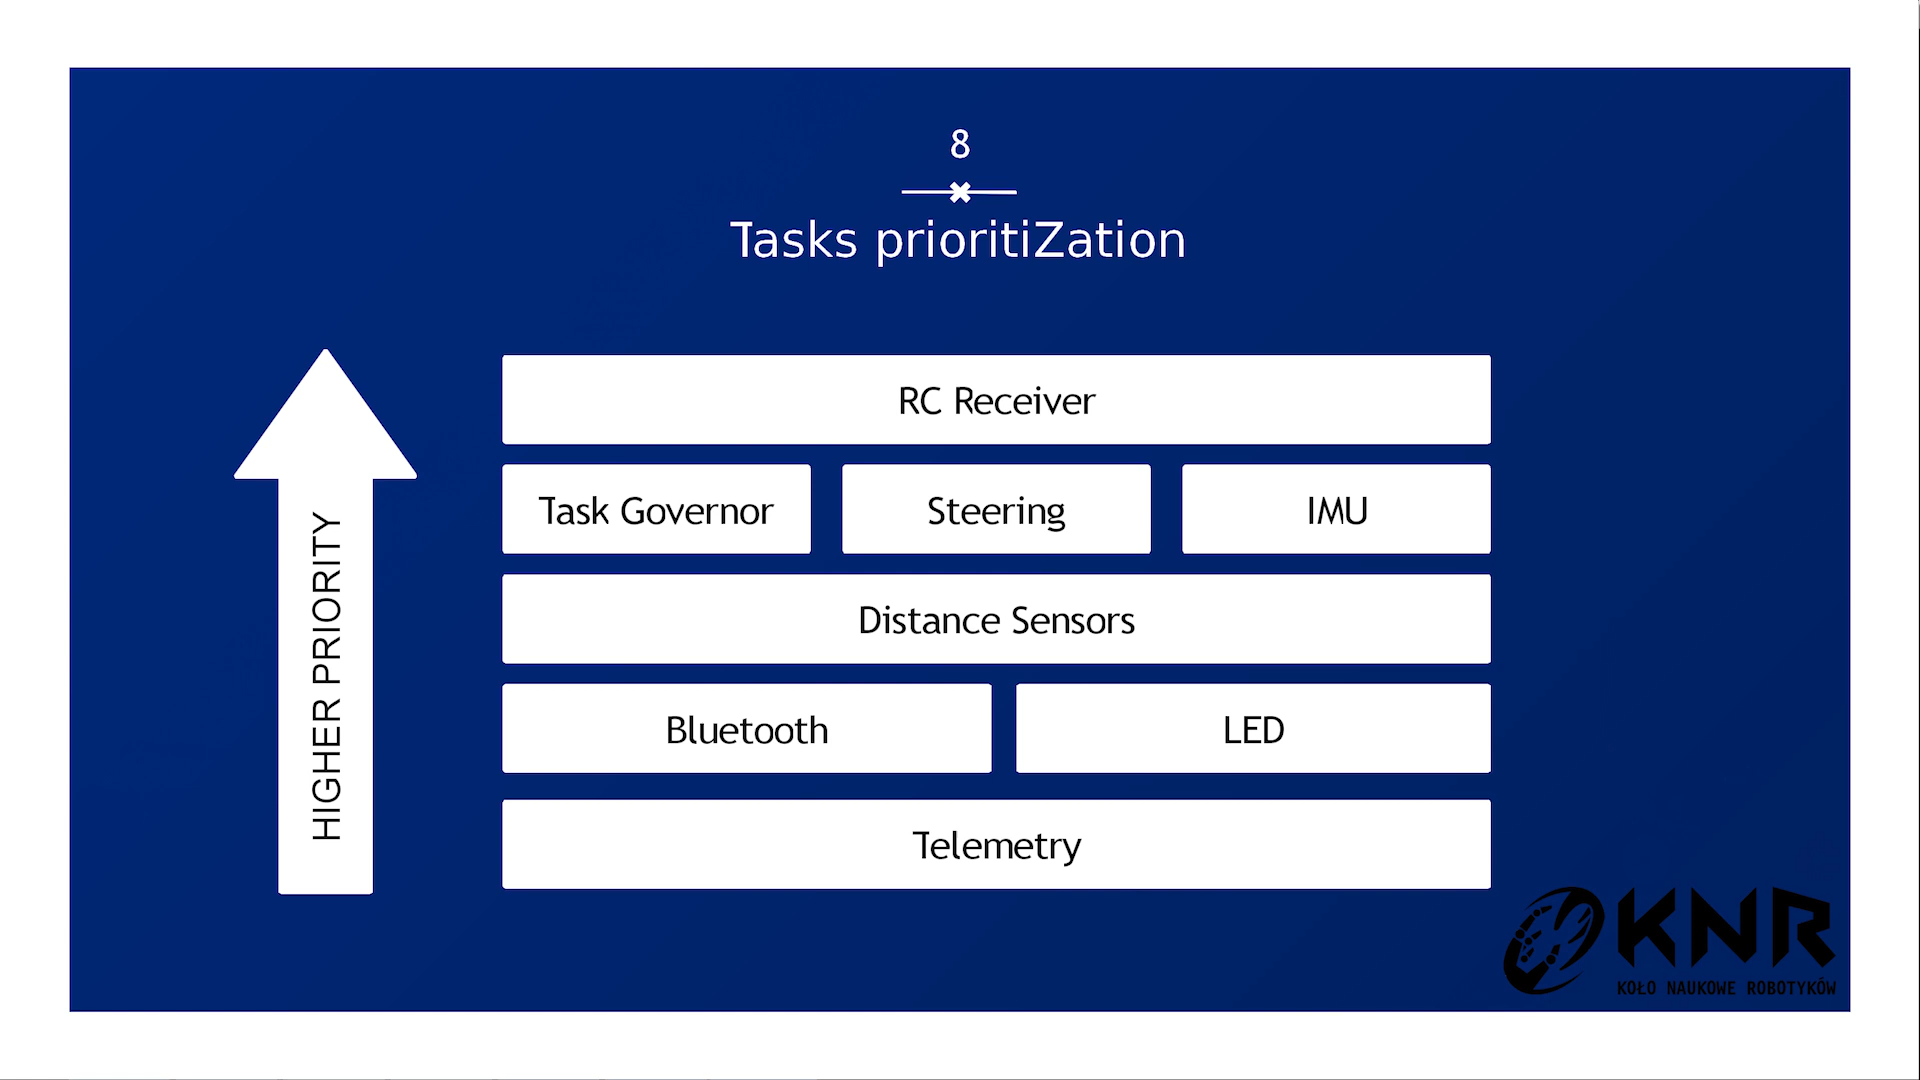 8
Tasks prioritiZation
HIGHER PRIORITY
RC Receiver
Task Governor
Steering
IMU
Distance Sensors
Bluetooth
LED
Telemetry
KNR
KOŁO NAUKOWE ROBOTYKÓW